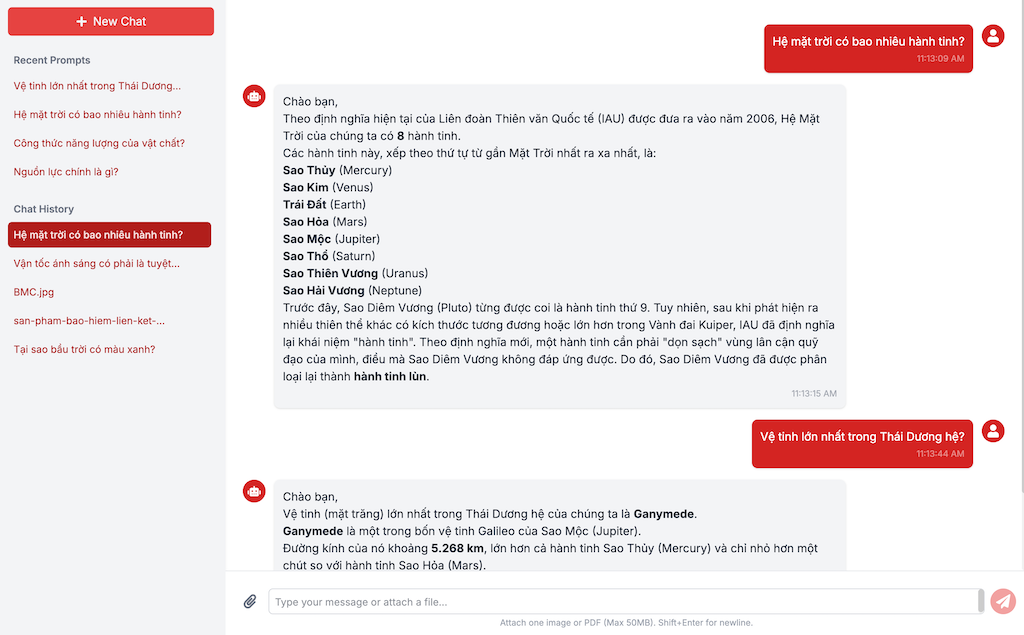 New Chat
Recent Prompts
Vệ tinh lớn nhất trong Thái Dương...
Hệ mặt trời có bao nhiêu hành tinh?
Công thức năng lượng của vật chất?
Nguồn lực chính là gì?
Chat History
Hệ mặt trời có bao nhiêu hành tinh?
Vận tốc ánh sáng có phải là tuyệt...
BMC.jpg
san-pham-bao-hiem-lien-ket-...
Tại sao bầu trời có màu xanh?
Hệ mặt trời có bao nhiêu hành tinh?
11:13:09 AM
Chào bạn,
Theo định nghĩa hiện tại của Liên đoàn Thiên văn Quốc tế (IAU) được đưa ra vào năm 2006, Hệ Mặt
Trời của chúng ta có 8 hành tinh.
Các hành tinh này, xếp theo thứ tự từ gần Mặt Trời nhất ra xa nhất, là:
Sao Thủy (Mercury)
Sao Kim (Venus)
Trái Đất (Earth)
Sao Hỏa (Mars)
Sao Mộc (Jupiter)
Sao Thổ (Saturn)
Sao Thiên Vương (Uranus)
Sao Hải Vương (Neptune)
Trước đây, Sao Diêm Vương (Pluto) từng được coi là hành tinh thứ 9. Tuy nhiên, sau khi phát hiện ra
nhiều thiên thể khác có kích thước tương đương hoặc lớn hơn trong Vành đai Kuiper, IAU đã định nghĩa
lại khái niệm "hành tinh". Theo định nghĩa mới, một hành tinh cần phải "dọn sạch" vùng lân cận quỹ
đạo của mình, điều mà Sao Diêm Vương không đáp ứng được. Do đó, Sao Diêm Vương đã được phân
loại lại thành hành tinh lùn.
11:13:15 AM
Vệ tinh lớn nhất trong Thái Dương hệ?
11:13:44 AM
Chào bạn,
Vệ tinh (mặt trăng) lớn nhất trong Thái Dương hệ của chúng ta là Ganymede.
Ganymede là một trong bốn vệ tinh Galileo của Sao Mộc (Jupiter).
Đường kính của nó khoảng 5.268 km, lớn hơn cả hành tinh Sao Thủy (Mercury) và chỉ nhỏ hơn một
chút so với hành tinh Sao Hỏa (Mars).
Type your message or attach a file...
Attach one image or PDF (Max 50MB). Shift+Enter for newline.